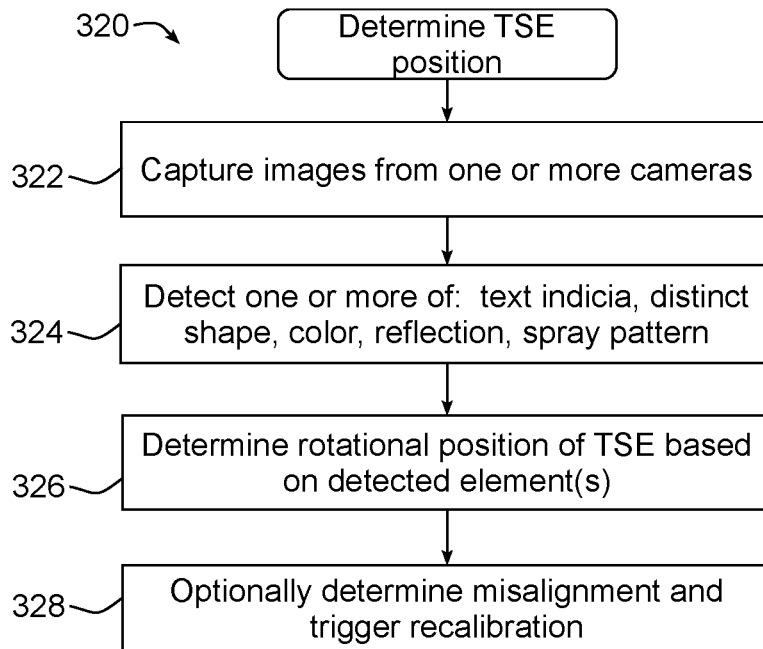 320
Determine TSE
position
322
Capture images from one or more cameras
324
Detect one or more of: text indicia, distinct
shape, color, reflection, spray pattern
326
Determine rotational position of TSE based
on detected element(s)
328
Optionally determine misalignment and
trigger recalibration